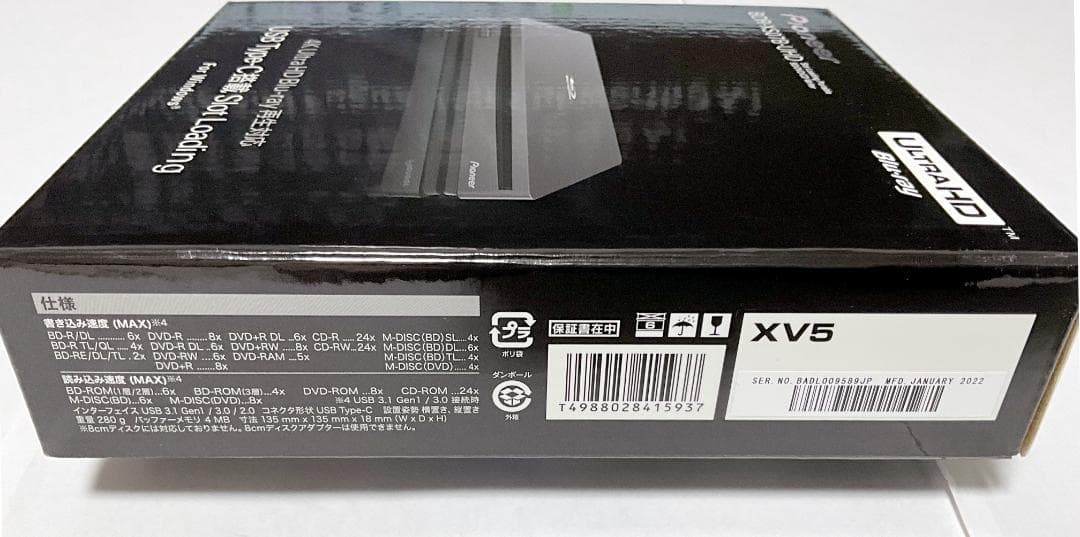 Pioneer
4K Ultra HD Blu-ray 再生対応
USB Type-C搭載 Slot Loading
For Windows®
Pioneer
ULTRA HD
Blu-ray
TM
仕様
書き込み速度 (MAX)※4
BD-R/DL ........ 6x DVD-R .......8x DVD+R DL ..6x CD-R .....24x M-DISC(BD)SL....4x
BD-R TL/QL .... 4x DVD-R DL ..6x DVD-RW ......6x CD-RW..24x M-DISC(BD)DL....6x
BD-RE/DL/TL . 2x DVD-RW ...6x DVD-RAM ...5x M-DISC(BD)TL....4x
DVD+R .......8x M-DISC(DVD).....4x
読み込み速度 (MAX)※4
BD-ROM(1層/2層)....6x BD-ROM(3層)...4x DVD-ROM ...8x CD-ROM ....24x
M-DISC(BD)...6x M-DISC(DVD)...8x ※4 USB 3.1 Gen1 / 3.0 接続時
インターフェイス USB 3.1 Gen1 / 3.0 / 2.0 コネクタ形状 USB Type-C 設置姿勢 横置き、縦置き
重量 280 g バッファーメモリ 4 MB 寸法 135 mm x 135 mm x 18 mm (W x D x H)
※8cmディスクには対応しておりません。8cmディスクアダプターは使用できません。
プラ
ポリ袋
ダンボール
外箱
保証書在中
6
T4988028415937
XV5
SER. NO. BADL009589JP MFD. JANUARY 2022